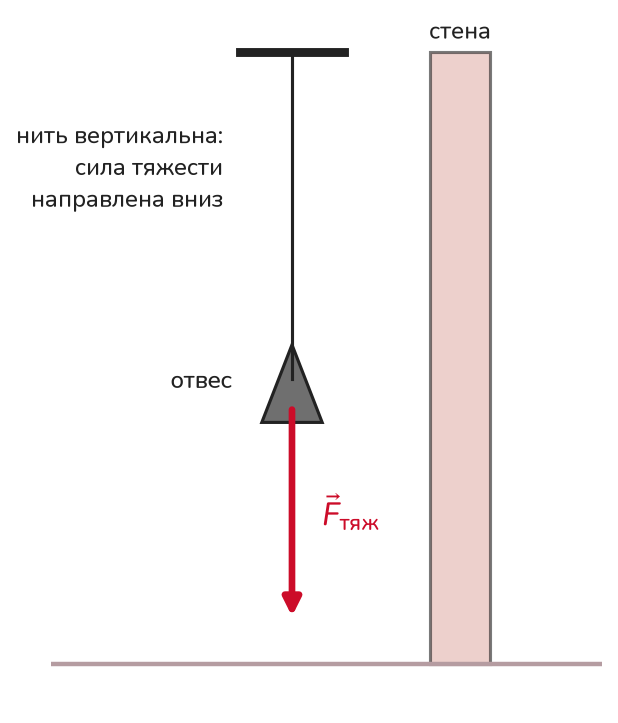 стена
нить вертикальна:
сила тяжести
направлена вниз
отвес
F⃗тяж